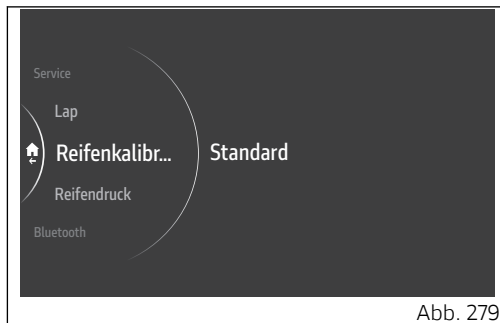 Service
Lap
Reifenkalibr... Standard
Reifendruck
Bluetooth
Abb. 279